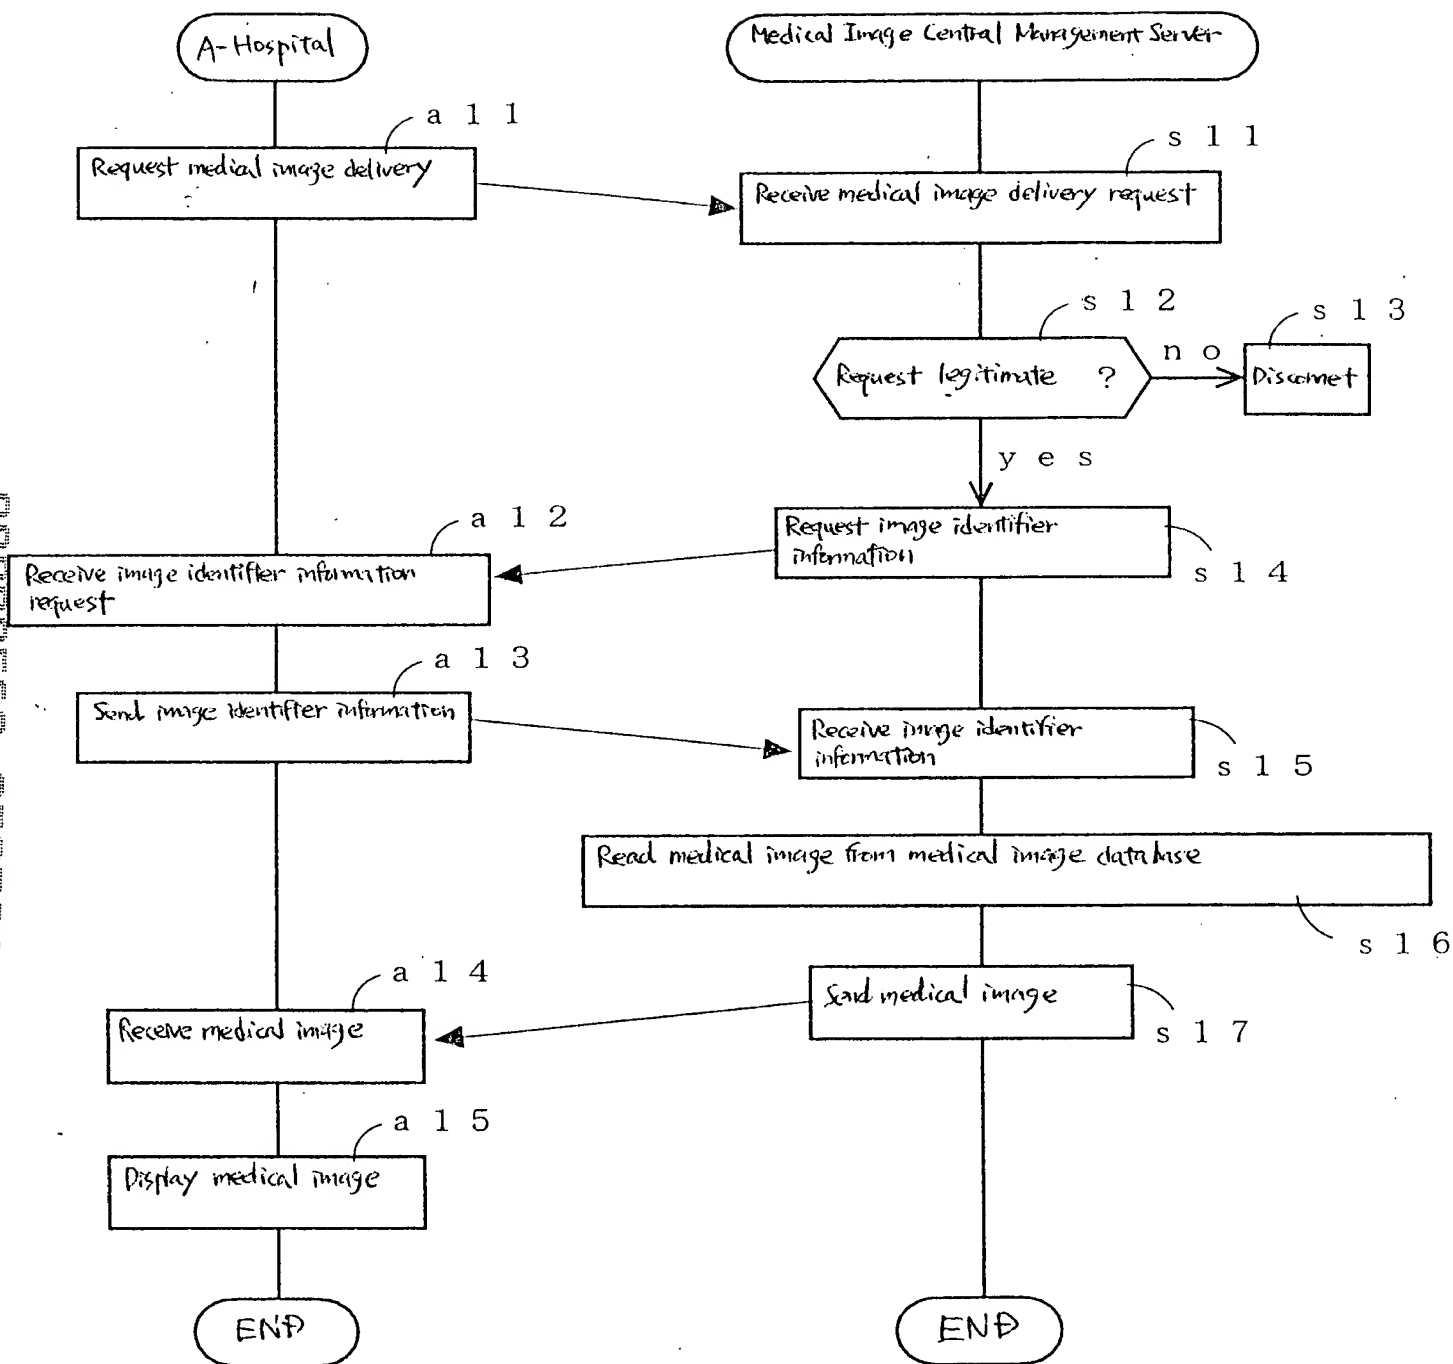 A-Hospital
Medical Image Central Management Server
a 1 1
Request medical image delivery
s 1 1
Receive medical image delivery request
s 1 2
s 1 3
Request legitimate ?
n o
Disconnect
y e s
a 1 2
Request image identifier
information
s 1 4
Receive image identifier information
request
a 1 3
Send image identifier information
Receive image identifier
information
s 1 5
Read medical image from medical image database
s 1 6
a 1 4
Send medical image
s 1 7
Receive medical image
a 1 5
Display medical image
END
END